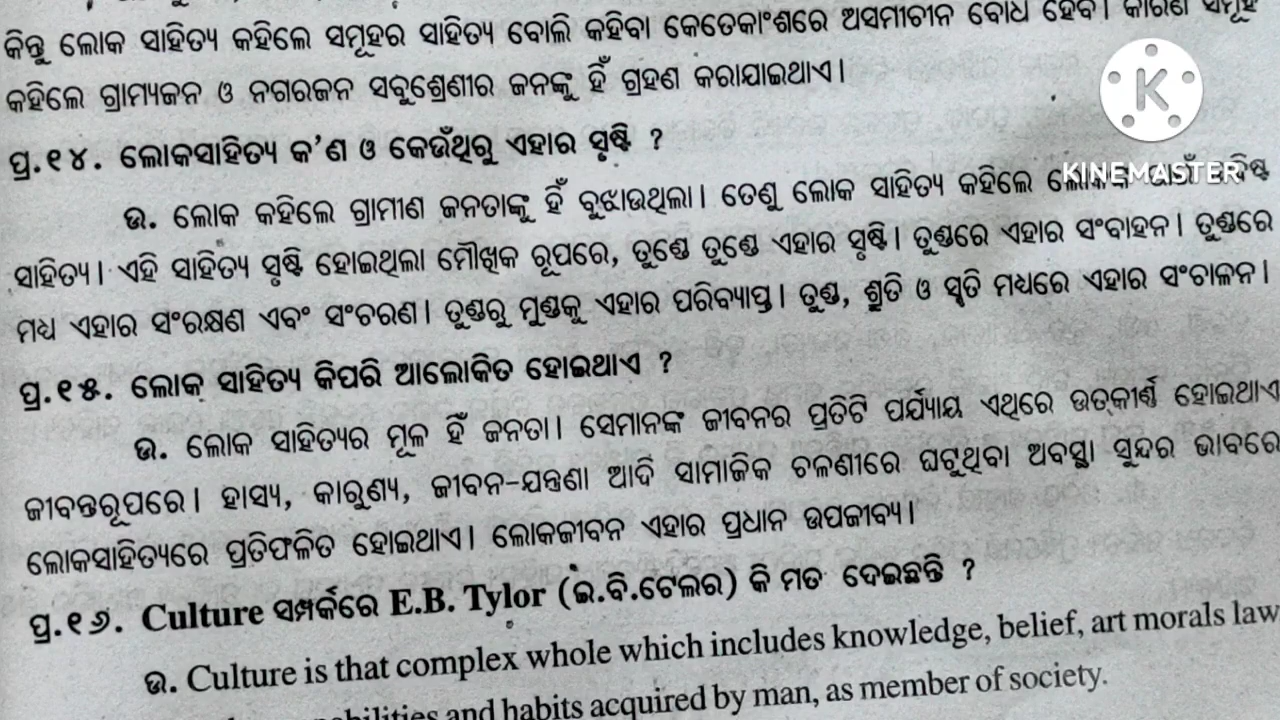 କିନ୍ତୁ ଲୋକ ସାହିତ୍ୟ କହିଲେ ସମୂହର ସାହିତ୍ୟ ବୋଲି କହିବା କେତେକାଂଶରେ ଅସମୀଚୀନ ବୋଧ ହେବ। କାରଣ ସମୂହ
କହିଲେ ଗ୍ରାମ୍ୟଜନ ଓ ନଗରଜନ ସବୁଶ୍ରେଣୀର ଜନଙ୍କୁ ହିଁ ଗ୍ରହଣ କରାଯାଇଥାଏ।
K
KINEMASTER
ପ୍ର.୧୪. ଲୋକସାହିତ୍ୟ କ'ଣ ଓ କେଉଁଥିରୁ ଏହାର ସୃଷ୍ଟି ?
ଉ. ଲୋକ କହିଲେ ଗ୍ରାମୀଣ ଜନତାଙ୍କୁ ହିଁ ବୁଝାଉଥିଲା। ତେଣୁ ଲୋକ ସାହିତ୍ୟ କହିଲେ
ସାହିତ୍ୟ। ଏହି ସାହିତ୍ୟ ସୃଷ୍ଟି ହୋଇଥିଲା ମୌଖିକ ରୂପରେ, ତୁଣ୍ଡେ ତୁଣ୍ଡେ ଏହାର ସୃଷ୍ଟି। ତୁଣ୍ଡରେ ଏହାର ସଂବାହନ। ତୁଣ୍ଡରେ
ମଧ୍ୟ ଏହାର ସଂରକ୍ଷଣ ଏବଂ ସଂଚରଣ। ତୁଣ୍ଡରୁ ମୁଣ୍ଡକୁ ଏହାର ପରିବ୍ୟାପ୍ତ। ତୁଣ୍ଡ, ଶ୍ରୁତି ଓ ସ୍ମୃତି ମଧ୍ୟରେ ଏହାର ସଂଚାଳନ।
ପ୍ର.୧୫. ଲୋକ ସାହିତ୍ୟ କିପରି ଆଲୋକିତ ହୋଇଥାଏ ?
ଉ. ଲୋକ ସାହିତ୍ୟର ମୂଳ ହିଁ ଜନତା। ସେମାନଙ୍କ ଜୀବନର ପ୍ରତିଟି ପର୍ଯ୍ୟାୟ ଏଥିରେ ଉତ୍କୀର୍ଣ୍ଣ ହୋଇଥାଏ
ଜୀବନ୍ତରୂପରେ। ହାସ୍ୟ, କାରୁଣ୍ୟ, ଜୀବନ-ଯନ୍ତ୍ରଣା ଆଦି ସାମାଜିକ ଚଳଣୀରେ ଘଟୁଥିବା ଅବସ୍ଥା ସୁନ୍ଦର ଭାବରେ
ଲୋକସାହିତ୍ୟରେ ପ୍ରତିଫଳିତ ହୋଇଥାଏ। ଲୋକଜୀବନ ଏହାର ପ୍ରଧାନ ଉପଜୀବ୍ୟ।
ପ୍ର.୧୬. Culture ସମ୍ପର୍କରେ E.B. Tylor (ଇ.ବି.ଟେଲର) କି ମତ ଦେଇଛନ୍ତି ?
ଉ. Culture is that complex whole which includes knowledge, belief, art morals law
and habits acquired by man, as member of society.